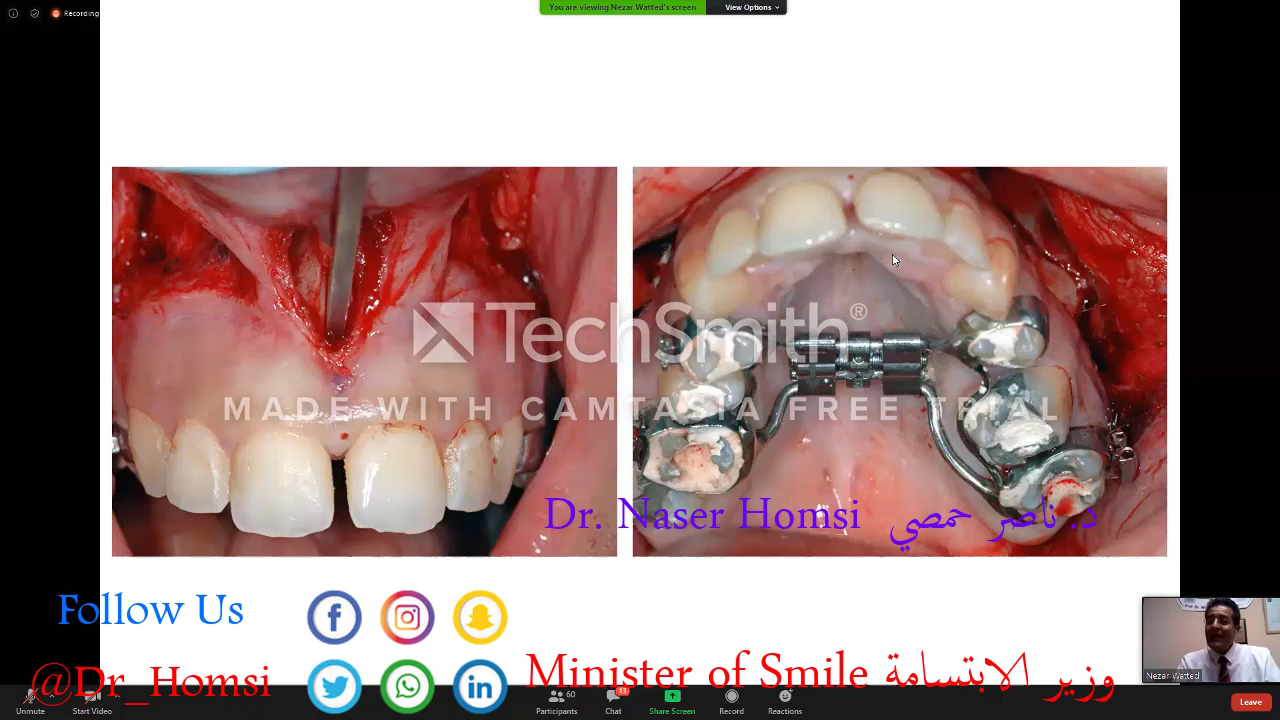 Recording
You are viewing Nezar Watted's screen
View Options
TechSmith®
MADE WITH CAMTASIA FREE TRIAL
Dr. Naser Homsi د. ناصر حمصي
Follow Us
@Dr_Homsi
Minister of Smile وزير الابتسامة
Nezar Watted
Unmute
Start Video
60
Participants
13
Chat
Share Screen
Record
Reactions
Leave